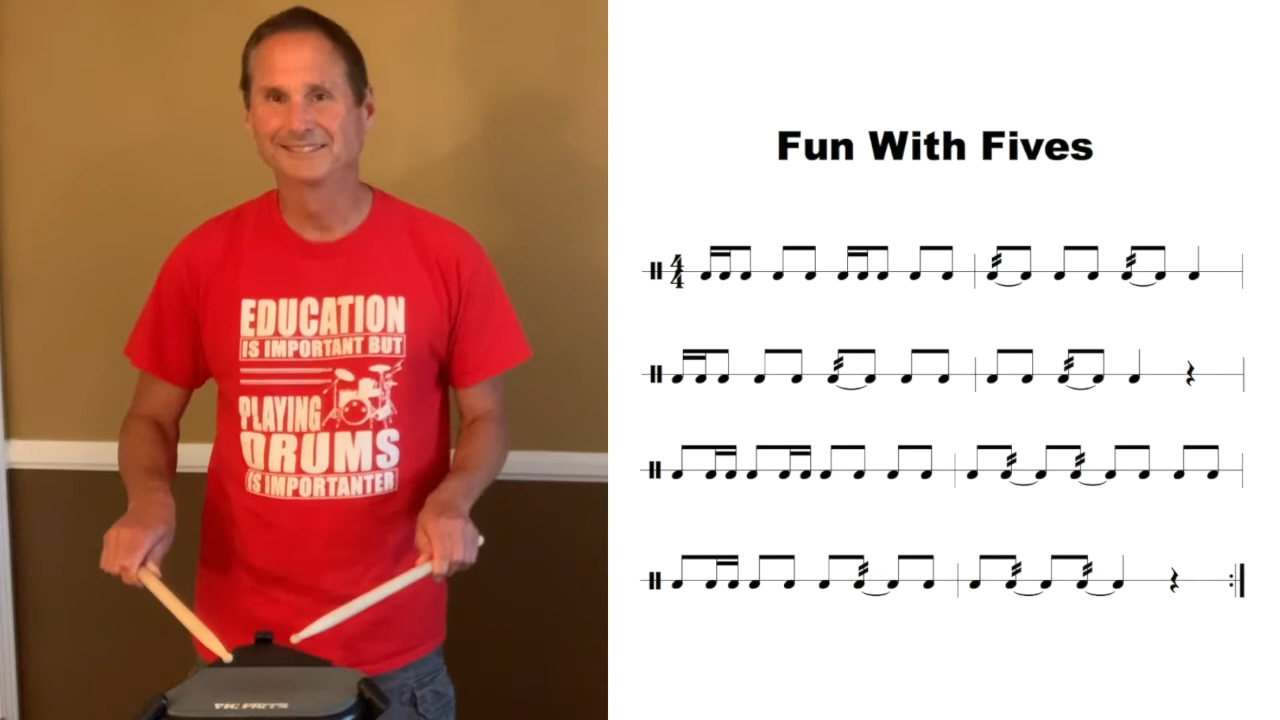 EDUCATION
IS IMPORTANT BUT
PLAYING
DRUMS
IS IMPORTANTER
VIC FIRTH
Fun With Fives
4
4